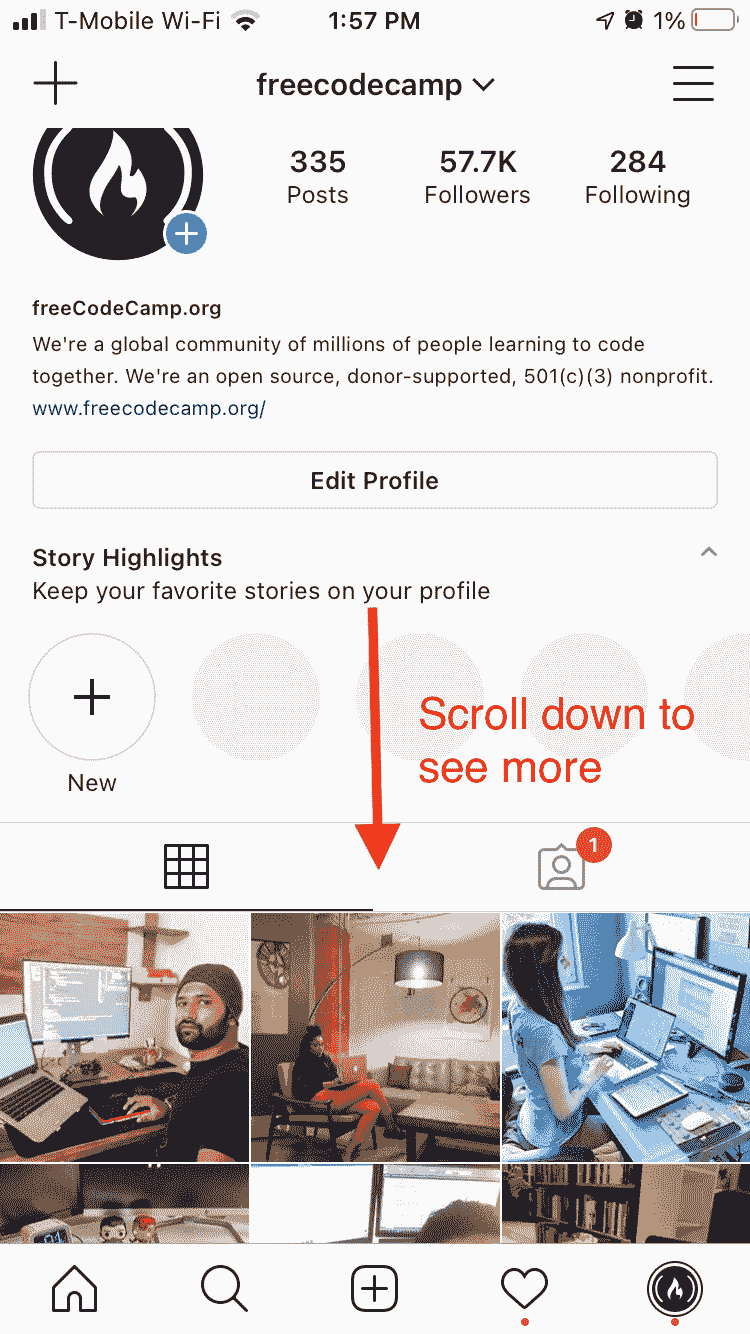 T-Mobile Wi-Fi 1:57 PM 1%
freecodecamp
335 57.7K 284
Posts Followers Following
freeCodeCamp.org
We're a global community of millions of people learning to code
together. We're an open source, donor-supported, 501(c)(3) nonprofit.
www.freecodecamp.org/
Edit Profile
Story Highlights
Keep your favorite stories on your profile
Scroll down to
see more
New
1